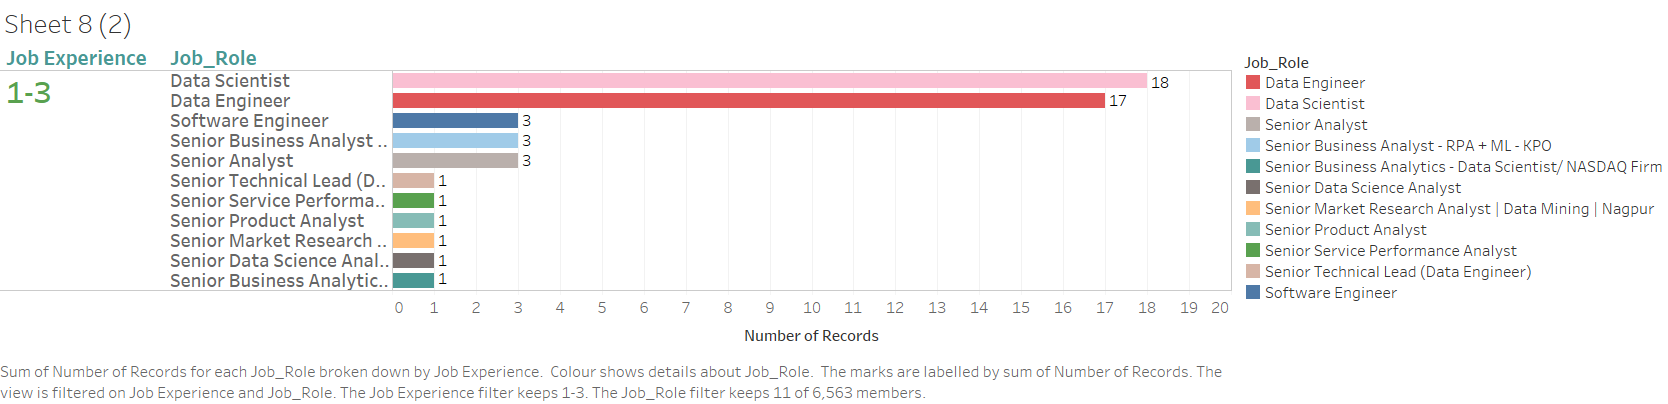 Sheet 8 (2)
Job Experience Job_Role
1-3
Data Scientist 18
Data Engineer 17
Software Engineer 3
Senior Business Analyst .. 3
Senior Analyst 3
Senior Technical Lead (D.. 1
Senior Service Performa.. 1
Senior Product Analyst 1
Senior Market Research .. 1
Senior Data Science Anal.. 1
Senior Business Analytic.. 1
0 1 2 3 4 5 6 7 8 9 10 11 12 13 14 15 16 17 18 19 20
Number of Records
Job_Role
Data Engineer
Data Scientist
Senior Analyst
Senior Business Analyst - RPA + ML - KPO
Senior Business Analytics - Data Scientist/ NASDAQ Firm
Senior Data Science Analyst
Senior Market Research Analyst | Data Mining | Nagpur
Senior Product Analyst
Senior Service Performance Analyst
Senior Technical Lead (Data Engineer)
Software Engineer
Sum of Number of Records for each Job_Role broken down by Job Experience. Colour shows details about Job_Role. The marks are labelled by sum of Number of Records. The
view is filtered on Job Experience and Job_Role. The Job Experience filter keeps 1-3. The Job_Role filter keeps 11 of 6,563 members.